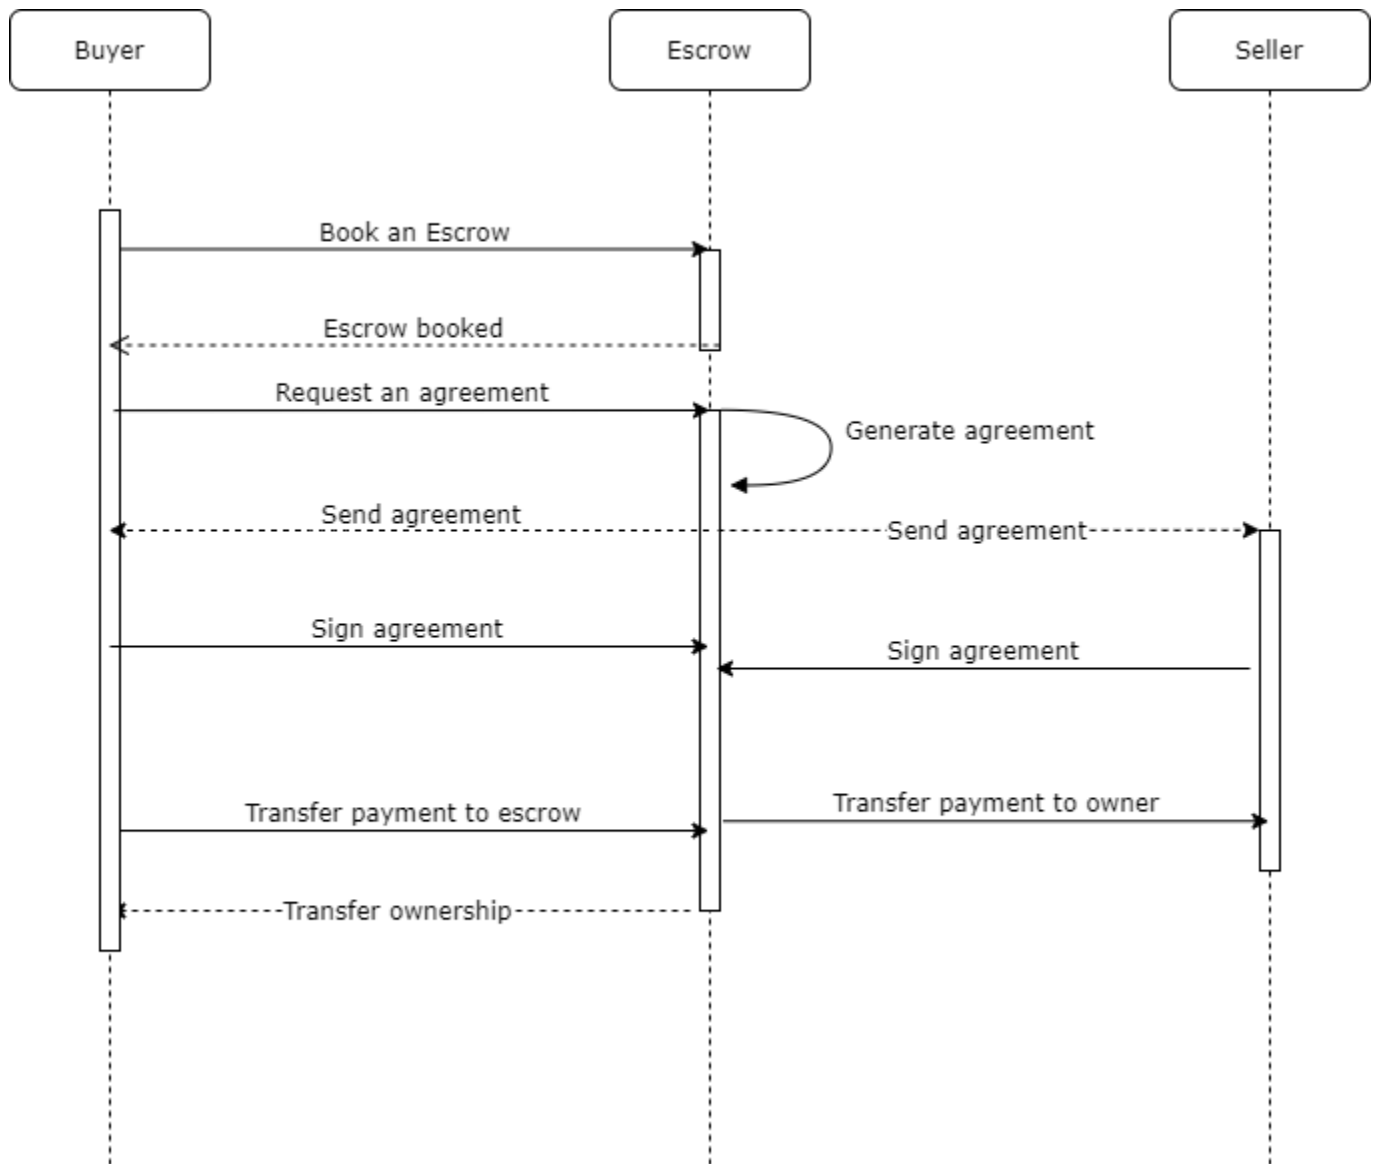 Buyer
Escrow
Seller
Book an Escrow
Escrow booked
Request an agreement
Generate agreement
Send agreement
Send agreement
Sign agreement
Sign agreement
Transfer payment to owner
Transfer payment to escrow
Transfer ownership